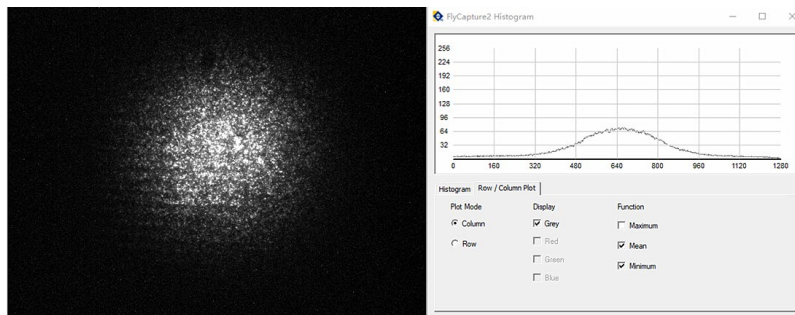 FlyCapture2 Histogram
256
224
192
160
128
96
64
32
0 160 320 480 640 800 960 1120 1280
Histogram Row / Column Plot
Plot Mode Display Function
Column Grey Maximum
Row Red Mean
Green Minimum
Blue